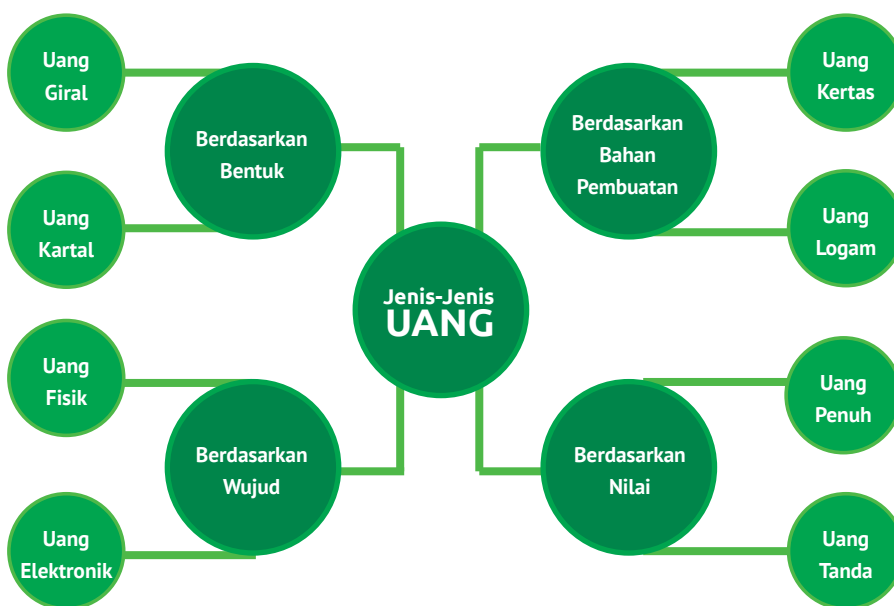 Jenis-Jenis
UANG
Berdasarkan
Bentuk
Uang
Giral
Uang
Kartal
Berdasarkan
Wujud
Uang
Fisik
Uang
Elektronik
Berdasarkan
Bahan
Pembuatan
Uang
Kertas
Uang
Logam
Berdasarkan
Nilai
Uang
Penuh
Uang
Tanda